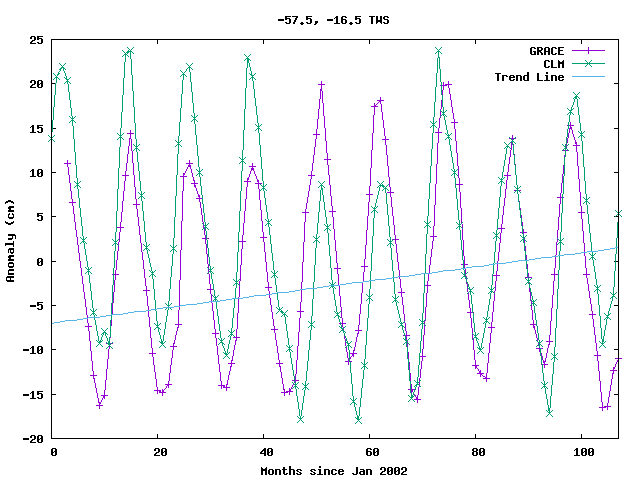 -57.5, -16.5 TWS
GRACE
CLM
Trend Line
Anomaly (cm)
25
20
15
10
5
0
-5
-10
-15
-20
0 20 40 60 80 100
Months since Jan 2002